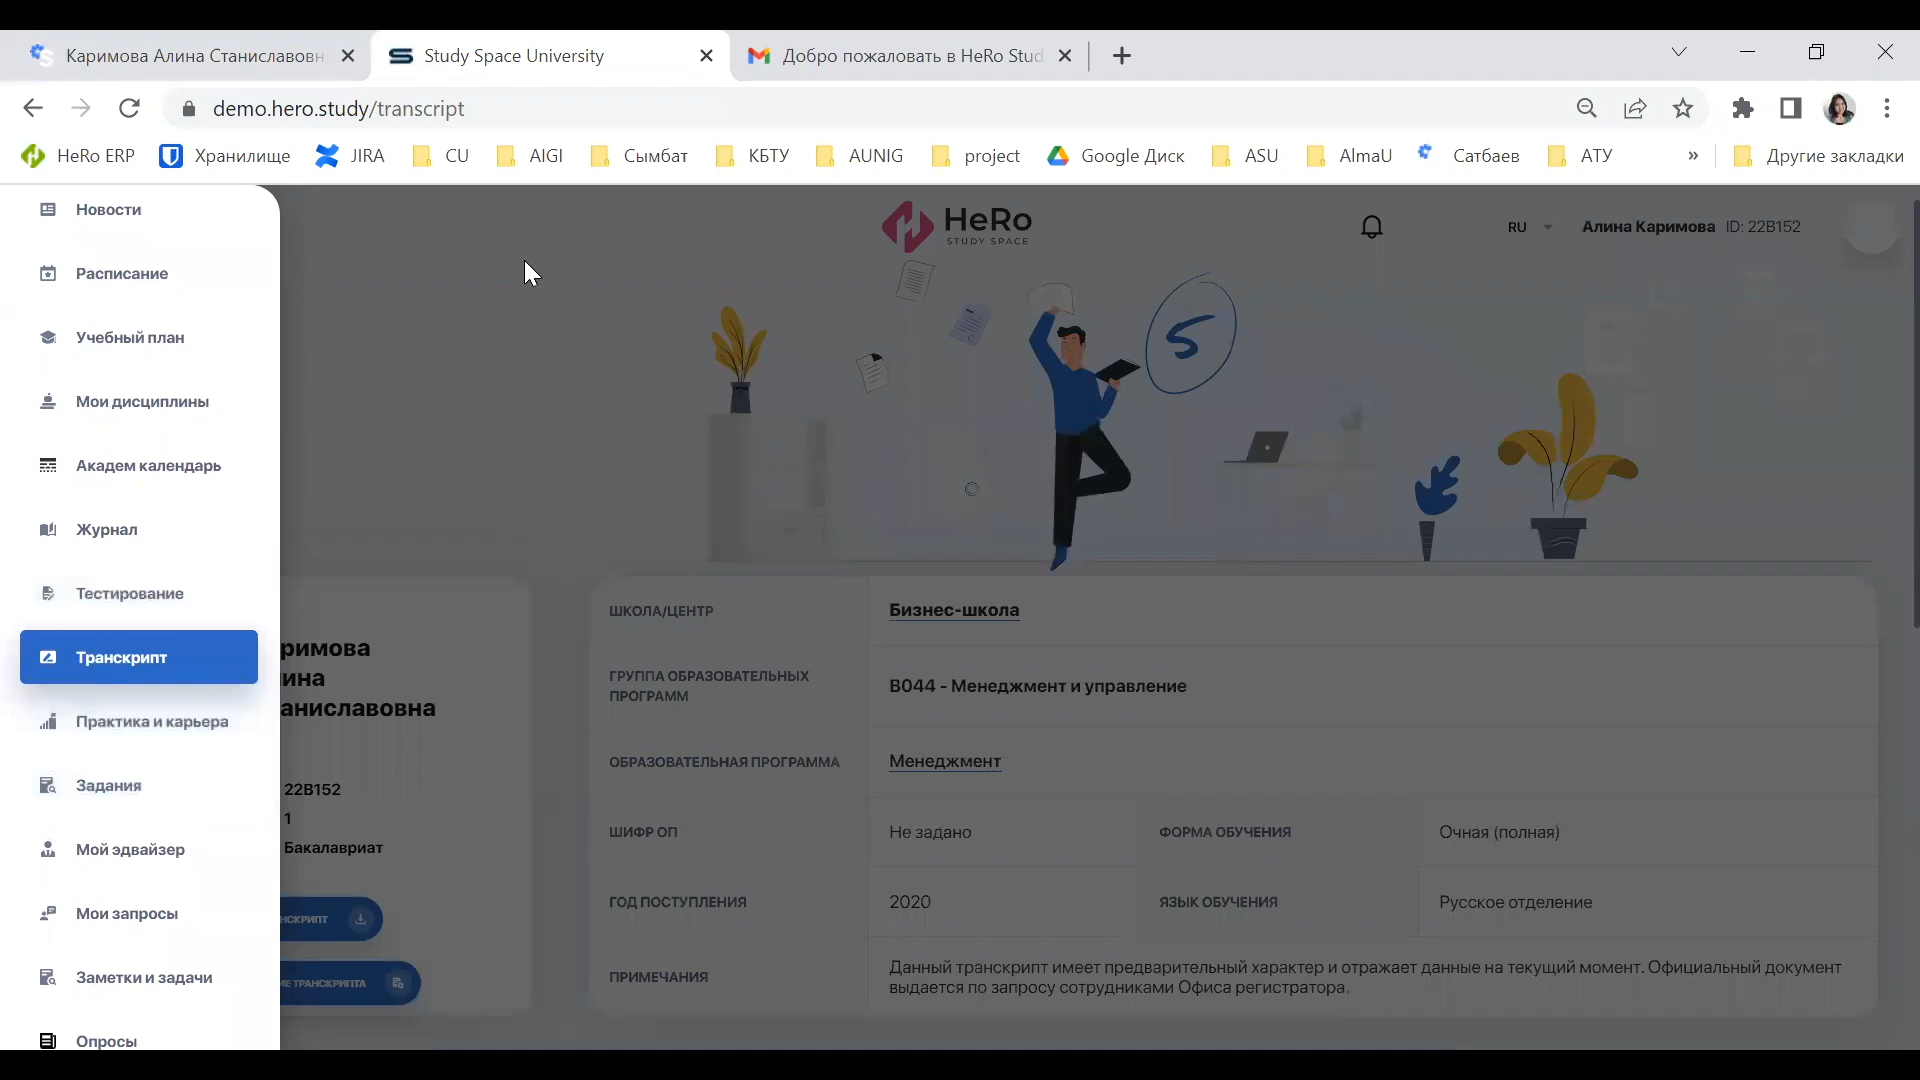 Каримова Алина Станиславовн
Study Space University
Добро пожаловать в HeRo Stud
demo.hero.study/transcript
HeRo ERP
Хранилище
JIRA
CU
AIGI
Сымбат
КБТУ
AUNIG
project
Google Диск
ASU
AlmaU
Сатбаев
АТУ
»
Другие закладки
Новости
Расписание
Учебный план
Мои дисциплины
Академ календарь
Журнал
Тестирование
Транскрипт
Практика и карьера
Задания
Мой эдвайзер
Мои запросы
Заметки и задачи
Опросы
HeRo
STUDY SPACE
RU
Алина Каримова ID: 22B152
5
римова
ина
аниславовна
22B152
1
Бакалавриат
НСКРИПТ
ИЕ ТРАНСКРИПТА
ШКОЛА/ЦЕНТР
Бизнес-школа
ГРУППА ОБРАЗОВАТЕЛЬНЫХ
ПРОГРАММ
B044 - Менеджмент и управление
ОБРАЗОВАТЕЛЬНАЯ ПРОГРАММА
Менеджмент
ШИФР ОП
Не задано
ФОРМА ОБУЧЕНИЯ
Очная (полная)
ГОД ПОСТУПЛЕНИЯ
2020
ЯЗЫК ОБУЧЕНИЯ
Русское отделение
ПРИМЕЧАНИЯ
Данный транскрипт имеет предварительный характер и отражает данные на текущий момент. Официальный документ
выдается по запросу сотрудниками Офиса регистратора.